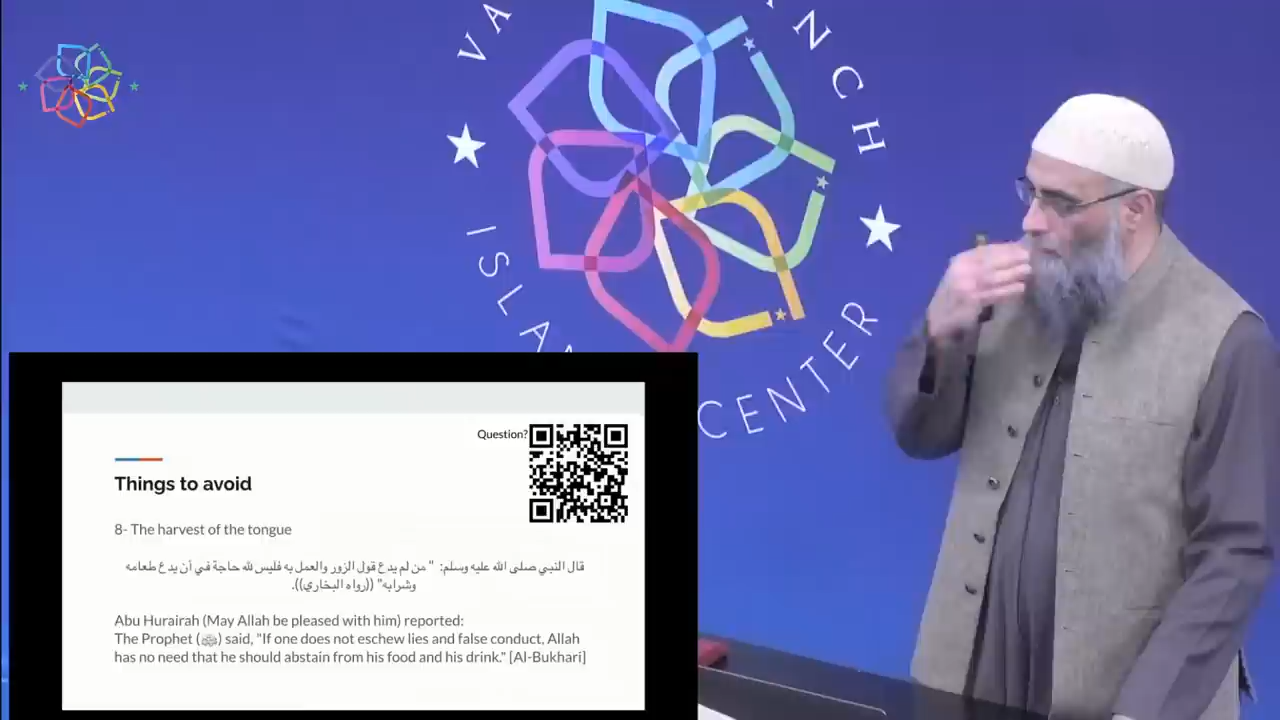 VA
NCH
ISLA
CENTER
Question?
Things to avoid
8- The harvest of the tongue
قال النبي صلى الله عليه وسلم: " من لم يدع قول الزور والعمل به فليس لله حاجة في أن يدع طعامه
وشرابه" ((رواه البخاري)).
Abu Hurairah (May Allah be pleased with him) reported:
The Prophet (ﷺ) said, "If one does not eschew lies and false conduct, Allah
has no need that he should abstain from his food and his drink." [Al-Bukhari]